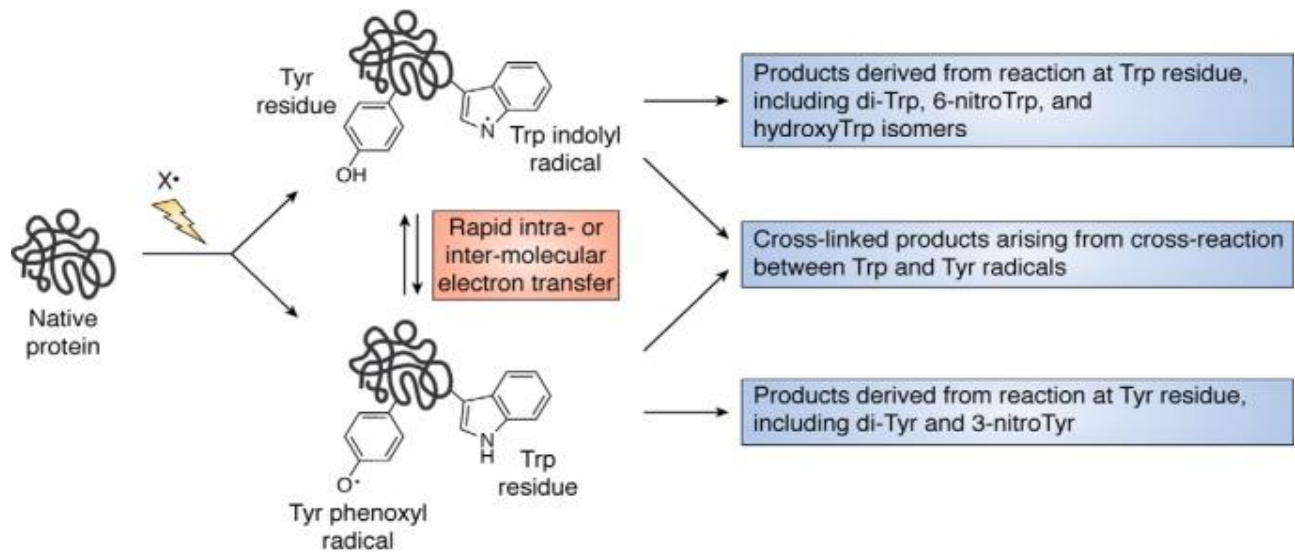 Tyr
residue
N
Trp indolyl
radical
OH
X•
Native
protein
Rapid intra- or
inter-molecular
electron transfer
N
H
Trp
residue
O•
Tyr phenoxyl
radical
Products derived from reaction at Trp residue,
including di-Trp, 6-nitroTrp, and
hydroxyTrp isomers
Cross-linked products arising from cross-reaction
between Trp and Tyr radicals
Products derived from reaction at Tyr residue,
including di-Tyr and 3-nitroTyr